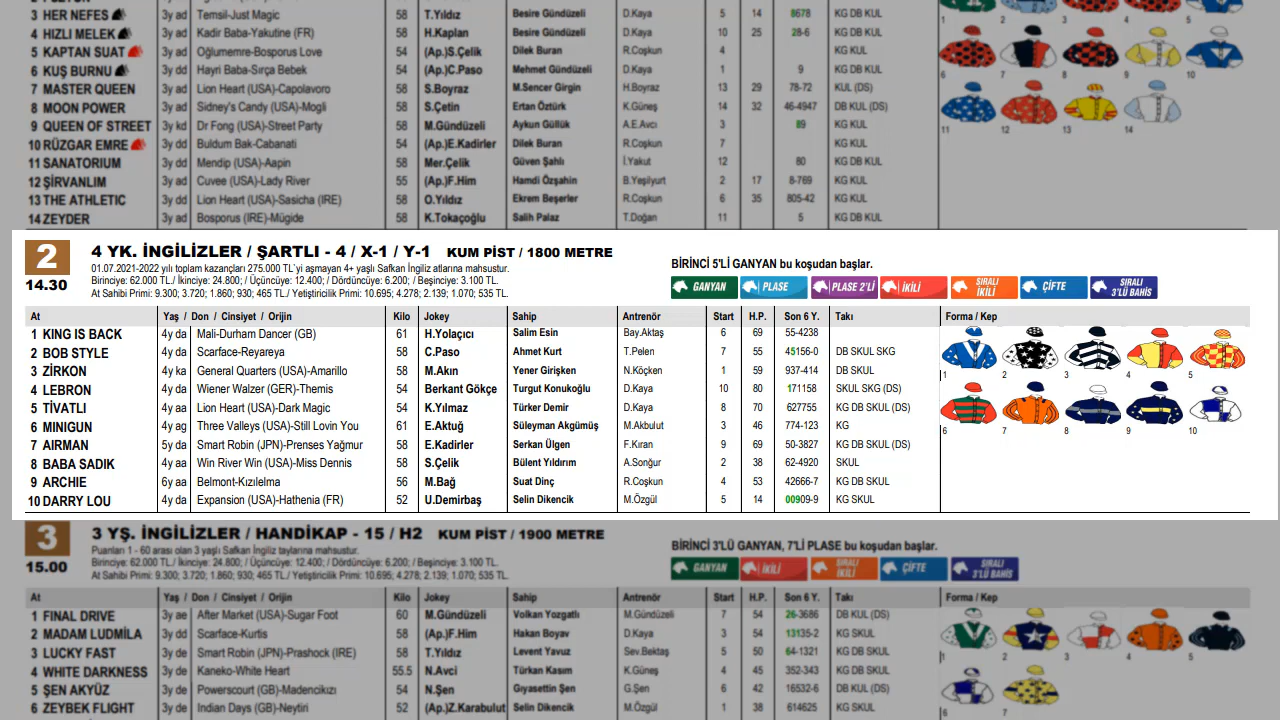 3 HER NEFES 3y ad Temsil-Just Magic 58 T.Yıldız Besire Gündüzeli D.Kaya 5 14 8678 KG DB KUL
4 HIZLI MELEK 3y ad Kadir Baba-Yakutine (FR) 58 H.Kaplan Besire Gündüzeli D.Kaya 10 25 28-6 KG DB KUL
5 KAPTAN SUAT 3y ad Oğlumemre-Bosporus Love 54 (Ap.)S.Çelik Dilek Buran R.Coşkun 4 KG KUL
6 KUŞ BURNU 3y dd Hayri Baba-Sırça Bebek 54 (Ap.)C.Paso Mehmet Gündüzeli D.Kaya 1 9 KG DB KUL
7 MASTER QUEEN 3y ad Lion Heart (USA)-Capolavoro 58 S.Boyraz M.Sencer Girgin H.Boyraz 13 29 78-72 KUL (DS)
8 MOON POWER 3y ad Sidney's Candy (USA)-Mogli 58 S.Çetin Ertan Öztürk K.Güneş 14 32 46-4947 DB KUL (DS)
9 QUEEN OF STREET 3y kd Dr Fong (USA)-Street Party 58 M.Gündüzeli Aykun Güllük A.E.Avcı 3 89 KG KUL
10 RÜZGAR EMRE 3y dd Buldum Bak-Cabanati 54 (Ap.)E.Kadirler Dilek Buran R.Coşkun 7 KG KUL
11 SANATORIUM 3y dd Mendip (USA)-Aapin 58 Mer.Çelik Güven Şahlı İ.Yakut 12 80 KG DB KUL
12 ŞİRVANLIM 3y ad Cuvee (USA)-Lady River 55 (Ap.)F.Him Hamdi Özşahin B.Yeşilyurt 2 17 8-769 KG KUL
13 THE ATHLETIC 3y dd Lion Heart (USA)-Sasicha (IRE) 58 O.Yıldız Ekrem Beşerler R.Coşkun 6 35 805-42 KG KUL
14 ZEYDER 3y ad Bosporus (IRE)-Mügide 58 K.Tokaçoğlu Salih Palaz T.Doğan 11 5 KG DB KUL
1 2 3 4 5
6 7 8 9 10
11 12 13 14
2 4 YK. İNGİLİZLER / ŞARTLI - 4 / X-1 / Y-1 KUM PİST / 1800 METRE
14.30
01.07.2021-2022 yılı toplam kazançları 275.000 TL'yi aşmayan 4+ yaşlı Safkan İngiliz atlarına mahsustur.
Birinciye: 62.000 TL./ İkinciye: 24.800; / Üçüncüye: 12.400; / Dördüncüye: 6.200; / Beşinciye: 3.100 TL.
At Sahibi Primi: 9.300; 3.720; 1.860; 930; 465 TL./ Yetiştiricilik Primi: 10.695; 4.278; 2.139; 1.070; 535 TL.
BİRİNCİ 5'Lİ GANYAN bu koşudan başlar.
GANYAN PLASE PLASE 2'Lİ İKİLİ SIRALI İKİLİ ÇİFTE SIRALI 3'LÜ BAHİS
At Yaş / Don / Cinsiyet / Orijin Kilo Jokey Sahip Antrenör Start H.P. Son 6 Y. Takı Forma / Kep
1 KING IS BACK 4y da Mali-Durham Dancer (GB) 61 H.Yolaçıcı Salim Esin Bay.Aktaş 6 69 55-4238
2 BOB STYLE 4y da Scarface-Reyareya 58 C.Paso Ahmet Kurt T.Pelen 7 55 45156-0 DB SKUL SKG
3 ZİRKON 4y ka General Quarters (USA)-Amarillo 58 M.Akın Yener Girişken N.Köçken 1 59 937-414 DB SKUL
4 LEBRON 4y da Wiener Walzer (GER)-Themis 54 Berkant Gökçe Turgut Konukoğlu D.Kaya 10 80 171158 SKUL SKG (DS)
5 TİVATLI 4y aa Lion Heart (USA)-Dark Magic 54 K.Yılmaz Türker Demir D.Kaya 8 70 627755 KG DB SKUL (DS)
6 MINIGUN 4y ag Three Valleys (USA)-Still Lovin You 61 E.Aktuğ Süleyman Akgümüş M.Akbulut 3 46 774-123 KG
7 AIRMAN 5y da Smart Robin (JPN)-Prenses Yağmur 58 E.Kadirler Serkan Ülgen F.Kıran 9 69 50-3827 KG DB SKUL (DS)
8 BABA SADIK 4y aa Win River Win (USA)-Miss Dennis 58 S.Çelik Bülent Yıldırım A.Sonğur 2 38 62-4920 SKUL
9 ARCHIE 6y aa Belmont-Kızılelma 56 M.Bağ Suat Dinç R.Coşkun 4 53 42666-7 KG DB SKUL
10 DARRY LOU 4y da Expansion (USA)-Hathenia (FR) 52 U.Demirbaş Selin Dikencik M.Özgül 5 14 00909-9 KG SKUL
1 2 3 4 5
6 7 8 9 10
3 3 YŞ. İNGİLİZLER / HANDİKAP - 15 / H2 KUM PİST / 1900 METRE
15.00
Puanları 1 - 60 arası olan 3 yaşlı Safkan İngiliz taylarına mahsustur.
Birinciye: 62.000 TL./ İkinciye: 24.800; / Üçüncüye: 12.400; / Dördüncüye: 6.200; / Beşinciye: 3.100 TL.
At Sahibi Primi: 9.300; 3.720; 1.860; 930; 465 TL./ Yetiştiricilik Primi: 10.695; 4.278; 2.139; 1.070; 535 TL.
BİRİNCİ 3'LÜ GANYAN, 7'Lİ PLASE bu koşudan başlar.
GANYAN İKİLİ SIRALI İKİLİ ÇİFTE SIRALI 3'LÜ BAHİS
At Yaş / Don / Cinsiyet / Orijin Kilo Jokey Sahip Antrenör Start H.P. Son 6 Y. Takı Forma / Kep
1 FINAL DRIVE 3y ae After Market (USA)-Sugar Foot 60 M.Gündüzeli Volkan Yozgatlı M.Gündüzeli 7 54 26-3686 DB KUL (DS)
2 MADAM LUDMİLA 3y dd Scarface-Kurtis 58 (Ap.)F.Him Hakan Boyav D.Kaya 3 54 13135-2 KG SKUL
3 LUCKY FAST 3y de Smart Robin (JPN)-Prashock (IRE) 58 T.Yıldız Levent Yavuz Sev.Bektaş 5 50 64-1321 KG DB SKUL
4 WHITE DARKNESS 3y de Kaneko-White Heart 55.5 N.Avci Türkan Kasım K.Güneş 4 45 352-343 KG DB SKUL
5 ŞEN AKYÜZ 3y de Powerscourt (GB)-Madencikızı 54 N.Şen Gıyasettin Şen G.Şen 6 42 16532-6 DB KUL (DS)
6 ZEYBEK FLIGHT 3y de Indian Days (GB)-Neytiri 52 (Ap.)Z.Karabulut Selin Dikencik M.Özgül 1 38 614625 KG SKUL
1 2 3 4 5
6 7